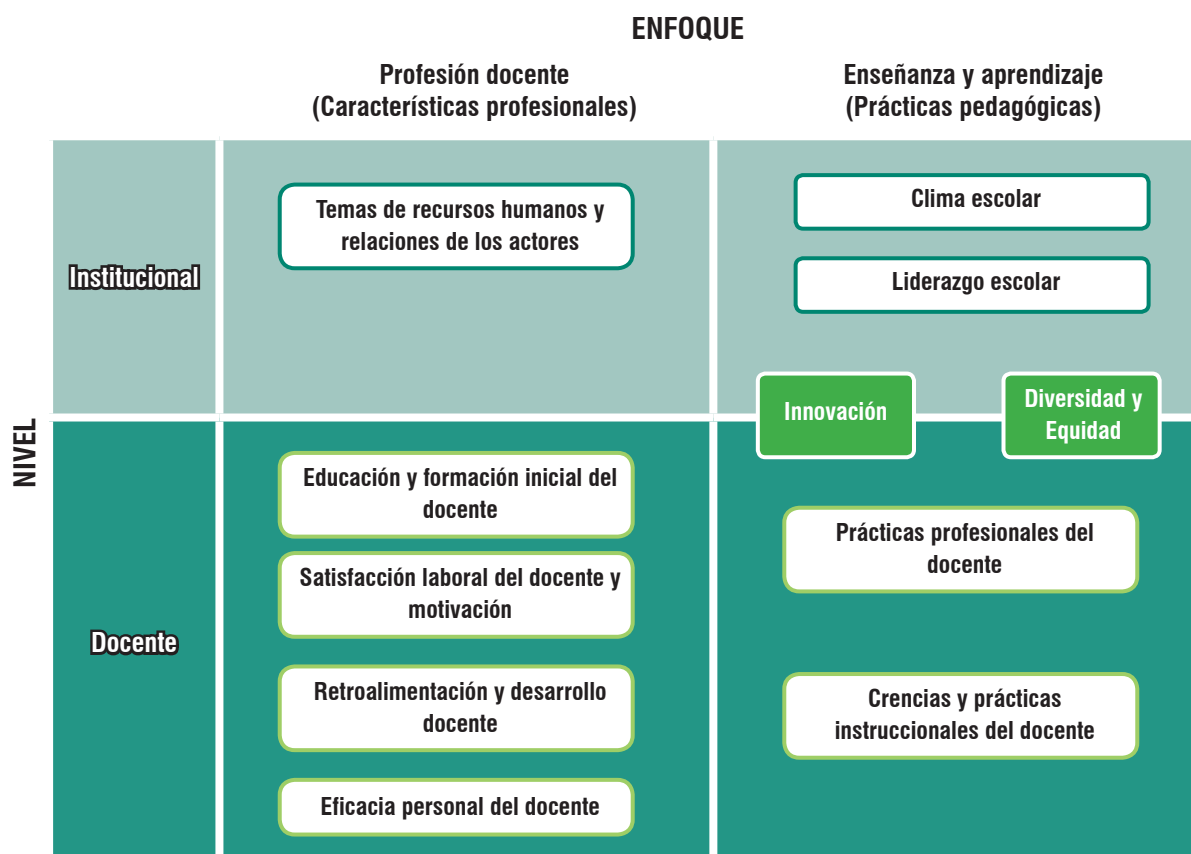 ENFOQUE
Profesión docente
(Características profesionales)
Enseñanza y aprendizaje
(Prácticas pedagógicas)
NIVEL
Institucional
Temas de recursos humanos y
relaciones de los actores
Clima escolar
Liderazgo escolar
Innovación
Diversidad y
Equidad
Docente
Educación y formación inicial del
docente
Satisfacción laboral del docente y
motivación
Retroalimentación y desarrollo
docente
Eficacia personal del docente
Prácticas profesionales del
docente
Crencias y prácticas
instruccionales del docente